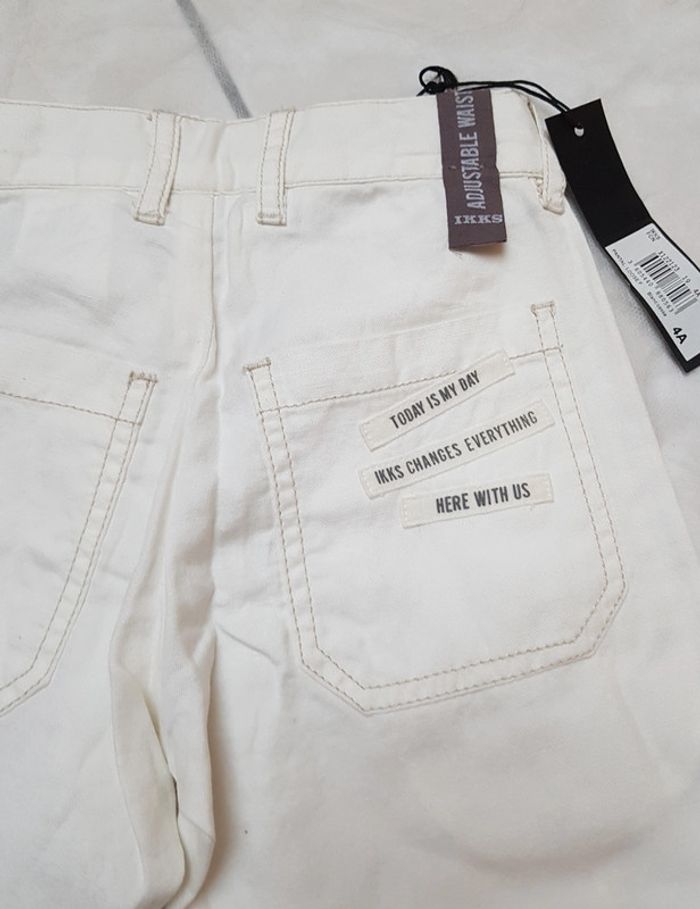 ADJUSTABLE WAIST
IKKS
TODAY IS MY DAY
IKKS CHANGES EVERYTHING
HERE WITH US
4A